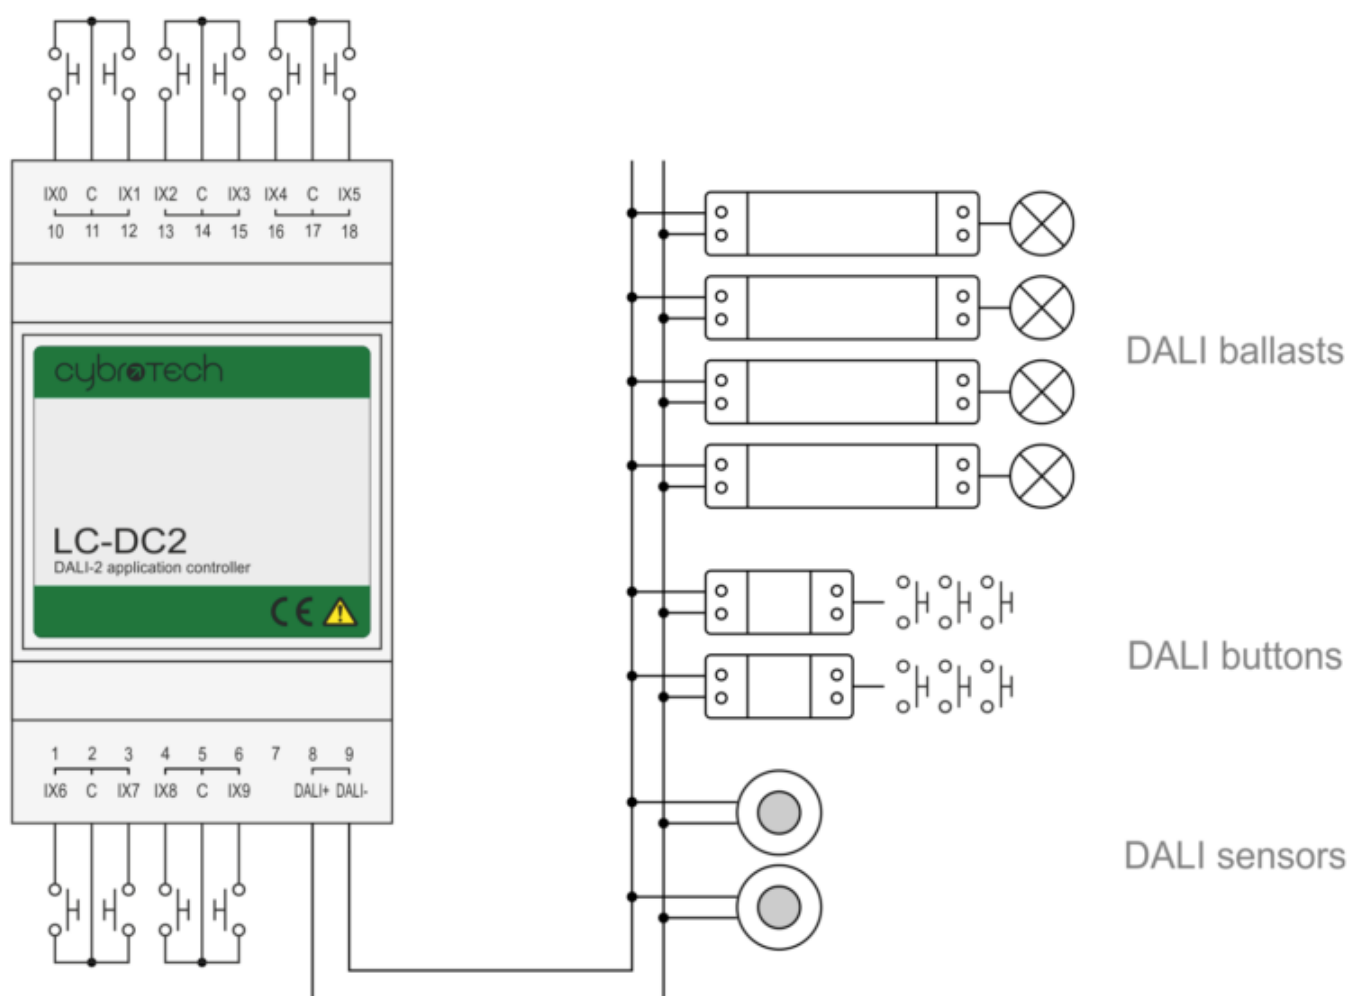 IX0 C IX1 IX2 C IX3 IX4 C IX5
10 11 12 13 14 15 16 17 18
cybrotech
LC-DC2
DALI-2 application controller
CE
1 2 3 4 5 6 7 8 9
IX6 C IX7 IX8 C IX9 DALI+ DALI-
DALI ballasts
DALI buttons
DALI sensors